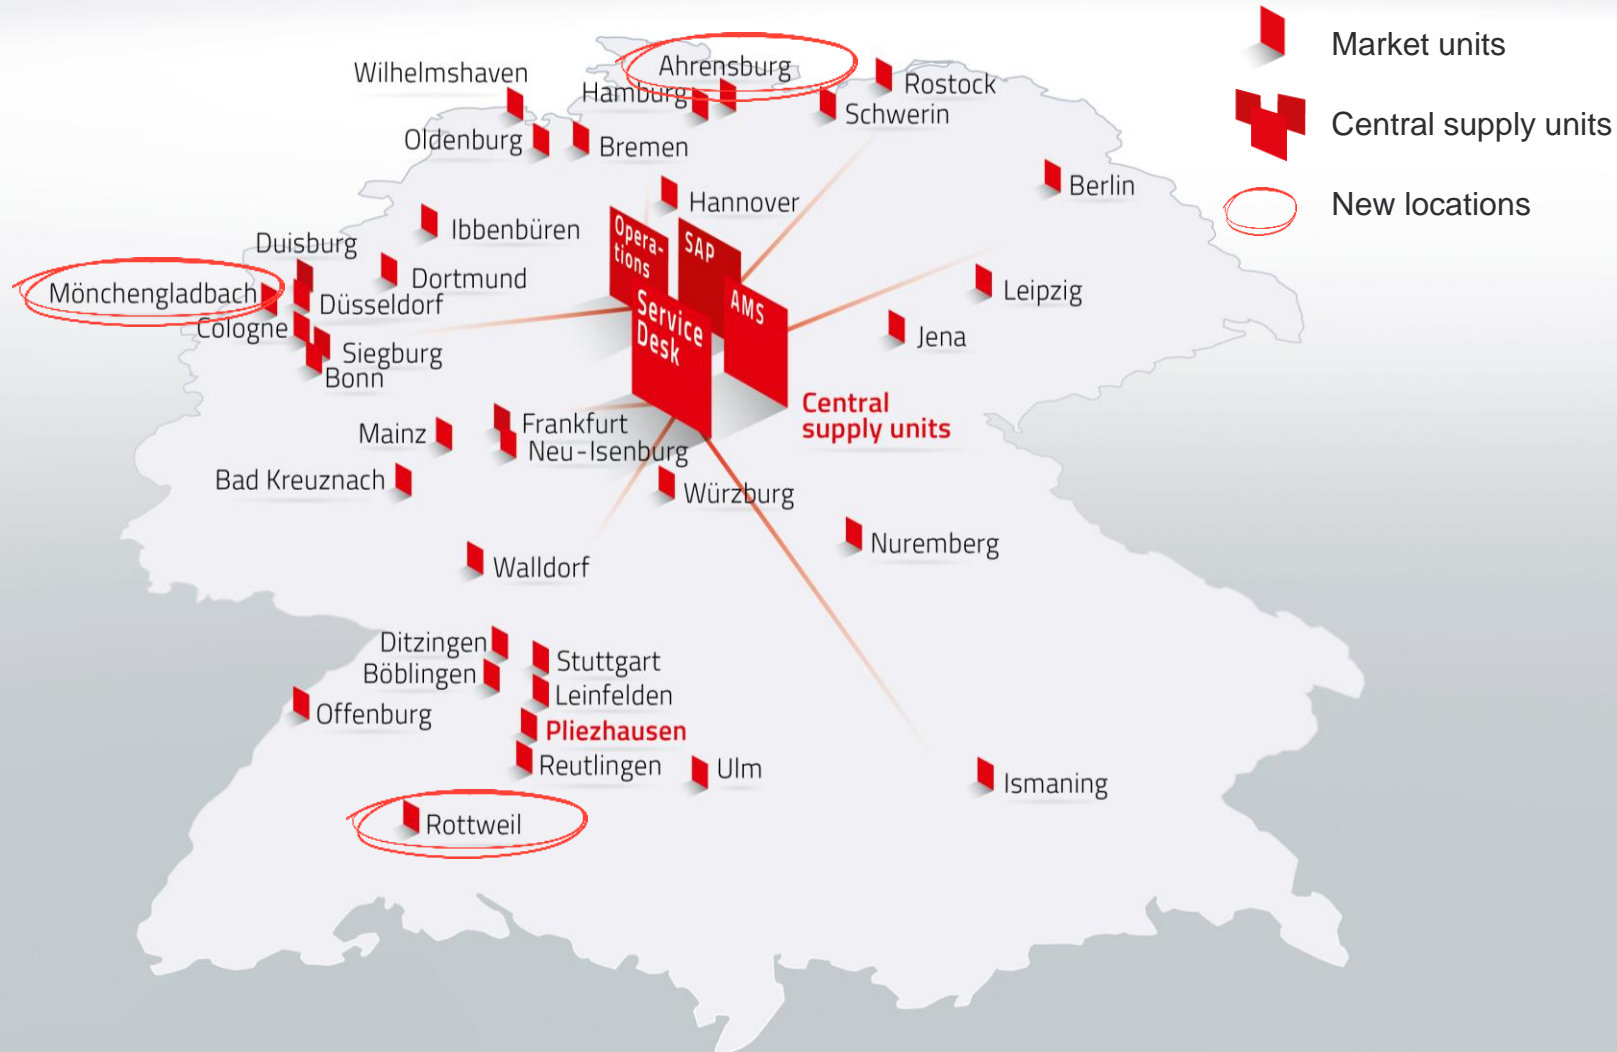 Market units
Central supply units
New locations
Ahrensburg
Wilhelmshaven
Hamburg
Rostock
Schwerin
Oldenburg
Bremen
Berlin
Hannover
Ibbenbüren
Duisburg
Dortmund
Mönchengladbach
Düsseldorf
Cologne
Siegburg
Bonn
Opera-
tions
SAP
AMS
Service
Desk
Leipzig
Jena
Central
supply units
Mainz
Frankfurt
Neu-Isenburg
Bad Kreuznach
Würzburg
Nuremberg
Walldorf
Ditzingen
Stuttgart
Böblingen
Leinfelden
Offenburg
Pliezhausen
Reutlingen
Ulm
Ismaning
Rottweil